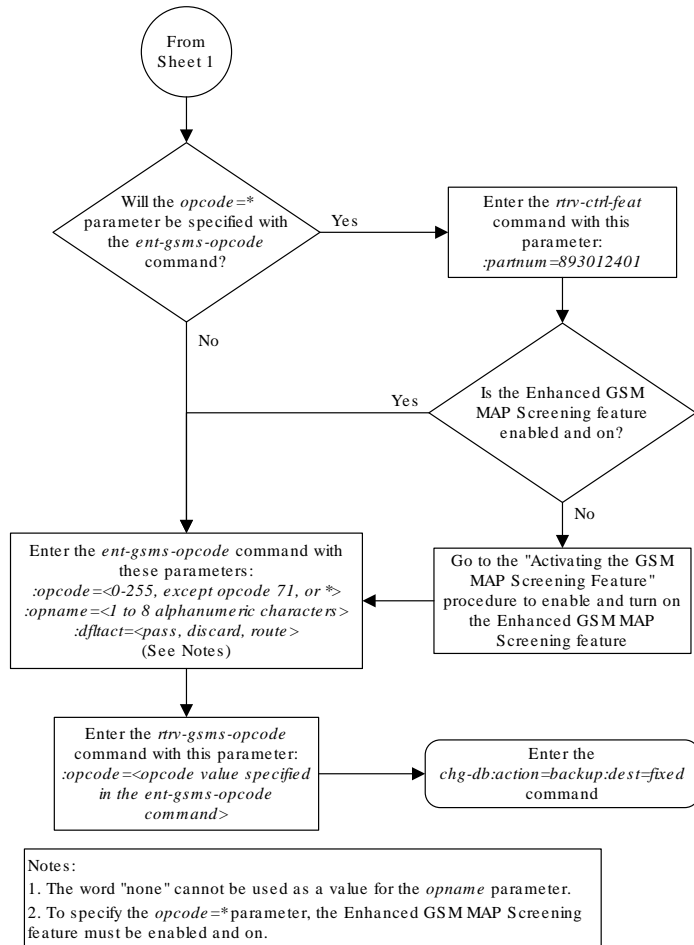 From
Sheet 1
Will the opcode=*
parameter be specified with
the ent-gsms-opcode
command?
Yes
Enter the rtrv-ctrl-feat
command with this
parameter:
:partnum=893012401
No
Is the Enhanced GSM
MAP Screening feature
enabled and on?
Yes
No
Go to the "Activating the GSM
MAP Screening Feature"
procedure to enable and turn on
the Enhanced GSM MAP
Screening feature
Enter the ent-gsms-opcode command with
these parameters:
:opcode=<0-255, except opcode 71, or *>
:opname=<1 to 8 alphanumeric characters>
:dfltact=<pass, discard, route>
(See Notes)
Enter the rtrv-gsms-opcode
command with this parameter:
:opcode=<opcode value specified
in the ent-gsms-opcode
command>
Enter the
chg-db:action=backup:dest=fixed
command
Notes:
1. The word "none" cannot be used as a value for the opname parameter.
2. To specify the opcode=* parameter, the Enhanced GSM MAP Screening
feature must be enabled and on.